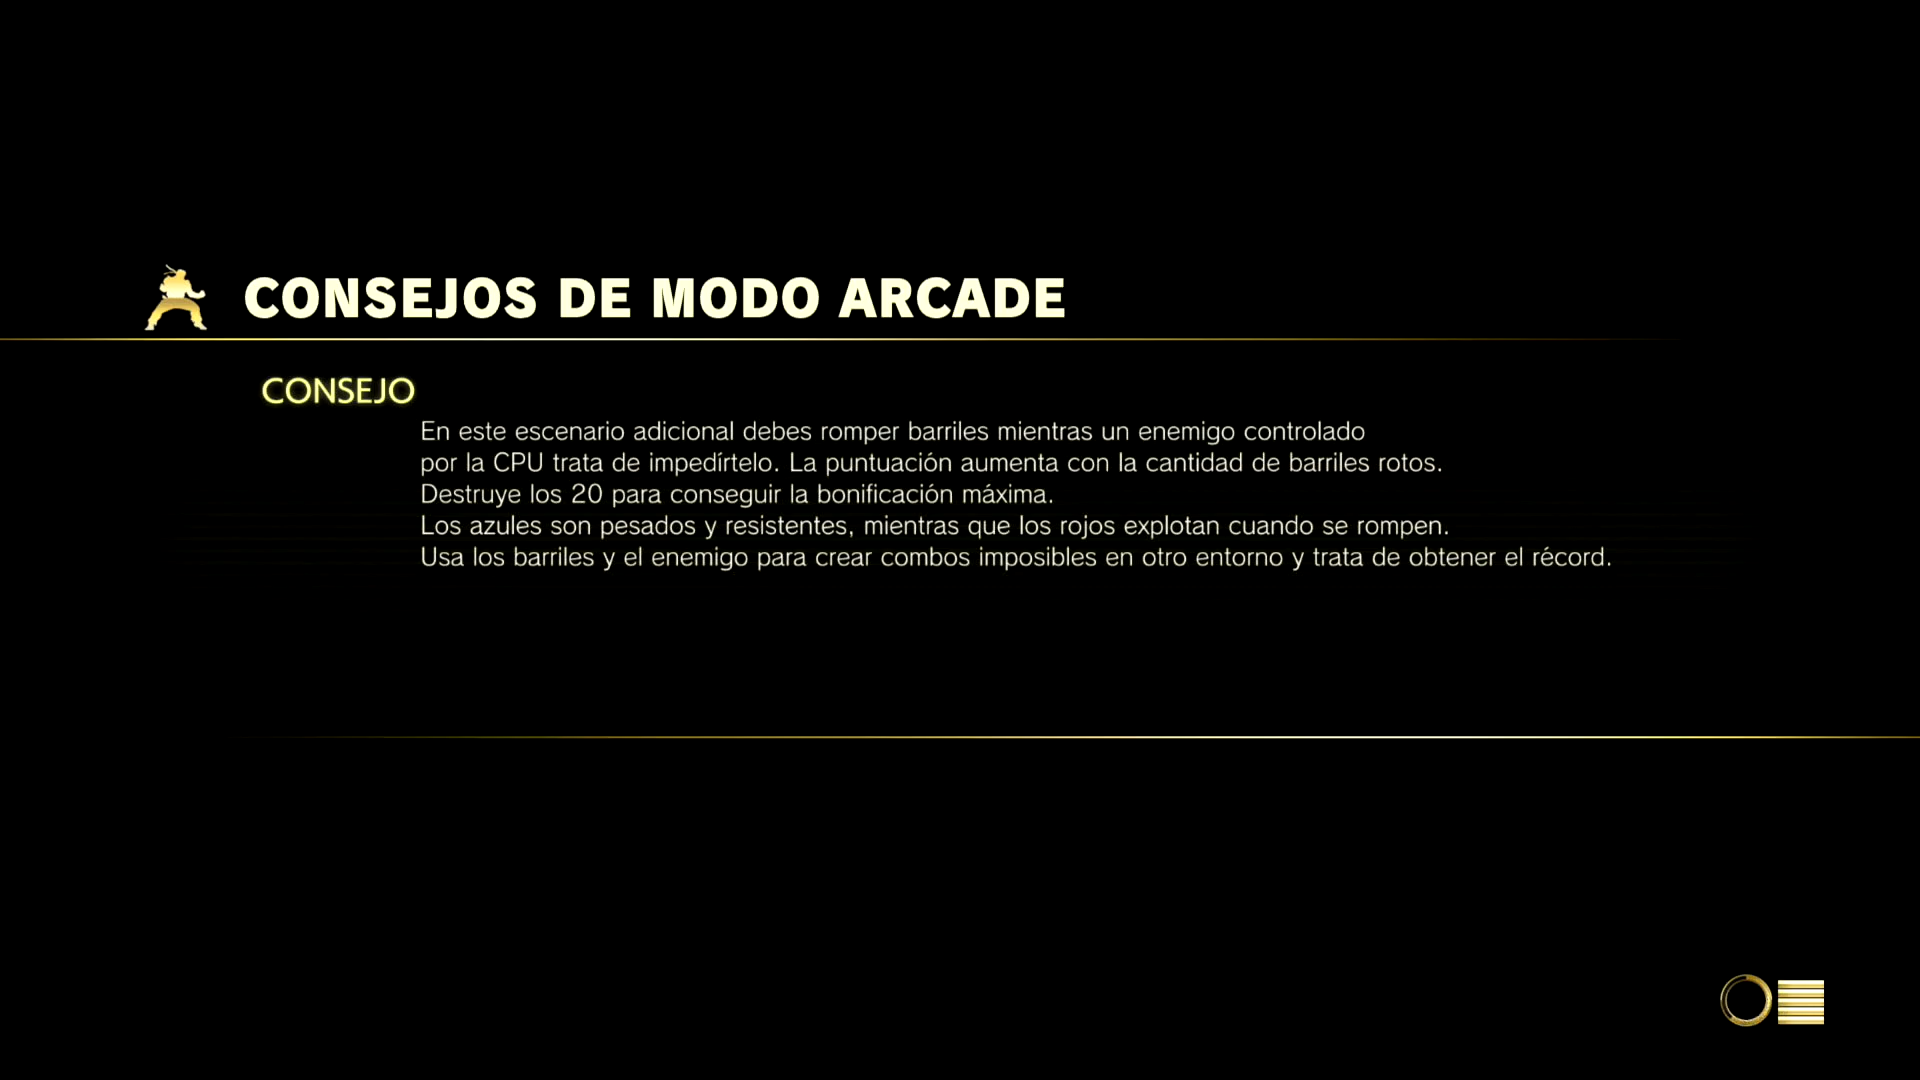 CONSEJOS DE MODO ARCADE
CONSEJO
En este escenario adicional debes romper barriles mientras un enemigo controlado
por la CPU trata de impedírtelo. La puntuación aumenta con la cantidad de barriles rotos.
Destruye los 20 para conseguir la bonificación máxima.
Los azules son pesados y resistentes, mientras que los rojos explotan cuando se rompen.
Usa los barriles y el enemigo para crear combos imposibles en otro entorno y trata de obtener el récord.